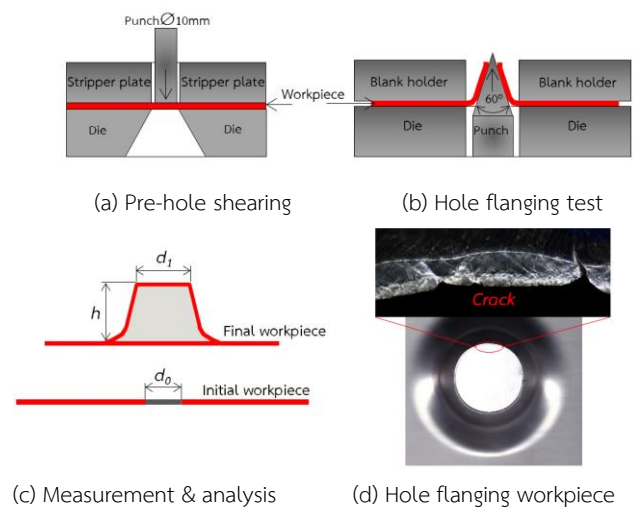 Punch∅10mm
Stripper plate
Stripper plate
Workpiece
Die
Die
Blank holder
Blank holder
60°
Die
Punch
Die
(a) Pre-hole shearing
(b) Hole flanging test
d1
h
Final workpiece
d0
Initial workpiece
Crack
(c) Measurement & analysis
(d) Hole flanging workpiece